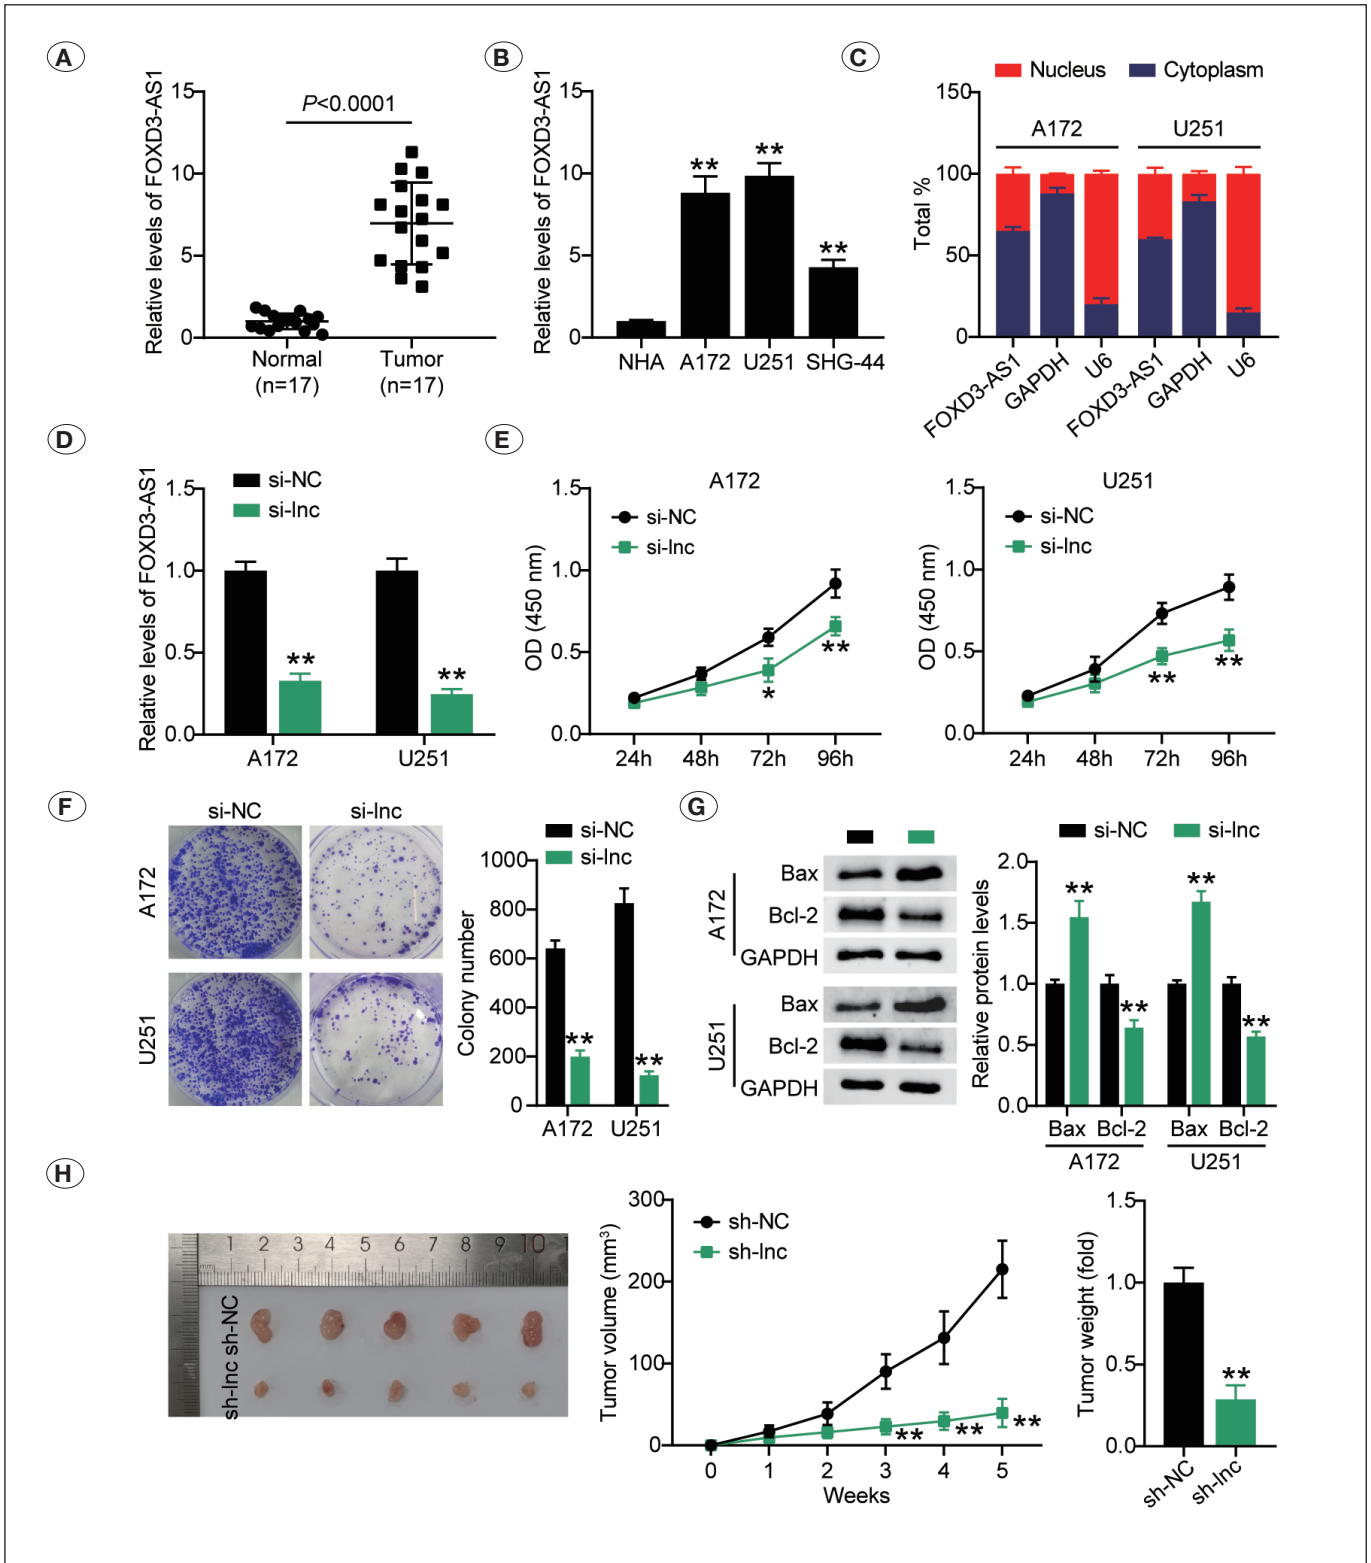 A
Relative levels of FOXD3-AS1
15
10
5
0
P<0.0001
Normal
(n=17)
Tumor
(n=17)
B
Relative levels of FOXD3-AS1
15
10
5
0
**
**
**
NHA
A172
U251
SHG-44
C
Nucleus
Cytoplasm
Total %
150
100
50
0
A172
U251
FOXD3-AS1
GAPDH
U6
FOXD3-AS1
GAPDH
U6
D
Relative levels of FOXD3-AS1
1.5
1.0
0.5
0.0
si-NC
si-lnc
**
**
A172
U251
E
A172
OD (450 nm)
1.5
1.0
0.5
0.0
si-NC
si-lnc
*
**
24h
48h
72h
96h
U251
OD (450 nm)
1.5
1.0
0.5
0.0
si-NC
si-lnc
**
**
24h
48h
72h
96h
F
si-NC
si-lnc
A172
U251
si-NC
si-lnc
Colony number
1000
800
600
400
200
0
**
**
A172
U251
G
A172
Bax
Bcl-2
GAPDH
U251
Bax
Bcl-2
GAPDH
si-NC
si-lnc
Relative protein levels
2.0
1.5
1.0
0.5
0.0
**
**
**
**
Bax
Bcl-2
Bax
Bcl-2
A172
U251
H
1 2 3 4 5 6 7 8 9 10
1
2
3
4
5
sh-NC
sh-lnc
Tumor volume (mm³)
300
200
100
0
sh-NC
sh-lnc
**
**
**
0
1
2
3
4
5
Weeks
Tumor weight (fold)
1.5
1.0
0.5
0.0
**
sh-NC
sh-lnc